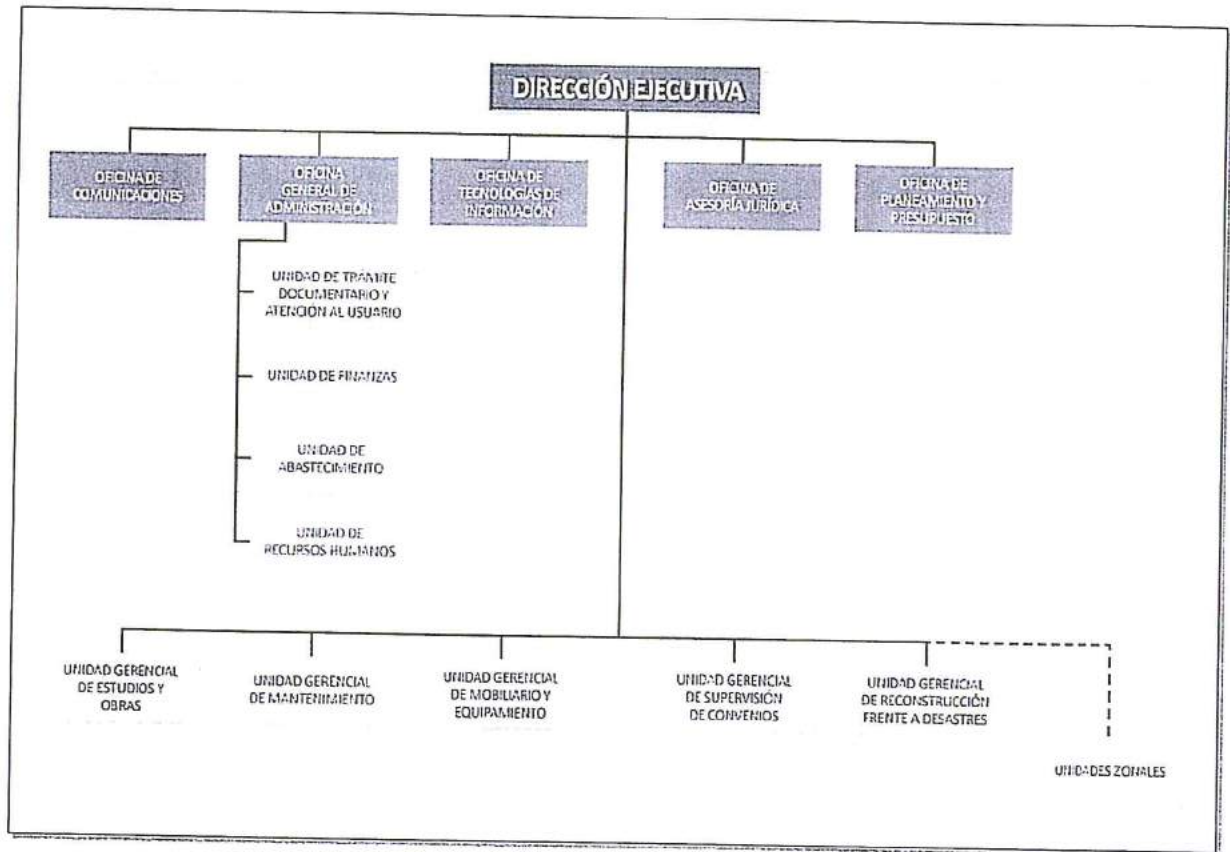 DIRECCIÓN EJECUTIVA
OFICINA DE
COMUNICACIONES
OFICINA
GENERAL DE
ADMINISTRACIÓN
OFICINA DE
TECNOLOGÍAS DE
INFORMACIÓN
OFICINA DE
ASESORÍA JURÍDICA
OFICINA DE
PLANEAMIENTO Y
PRESUPUESTO
UNIDAD DE TRÁMITE
DOCUMENTARIO Y
ATENCIÓN AL USUARIO
UNIDAD DE FINANZAS
UNIDAD DE
ABASTECIMIENTO
UNIDAD DE
RECURSOS HUMANOS
UNIDAD GERENCIAL
DE ESTUDIOS Y
OBRAS
UNIDAD GERENCIAL
DE MANTENIMIENTO
UNIDAD GERENCIAL
DE MOBILIARIO Y
EQUIPAMIENTO
UNIDAD GERENCIAL
DE SUPERVISIÓN
DE CONVENIOS
UNIDAD GERENCIAL
DE RECONSTRUCCIÓN
FRENTE A DESASTRES
UNIDADES ZONALES